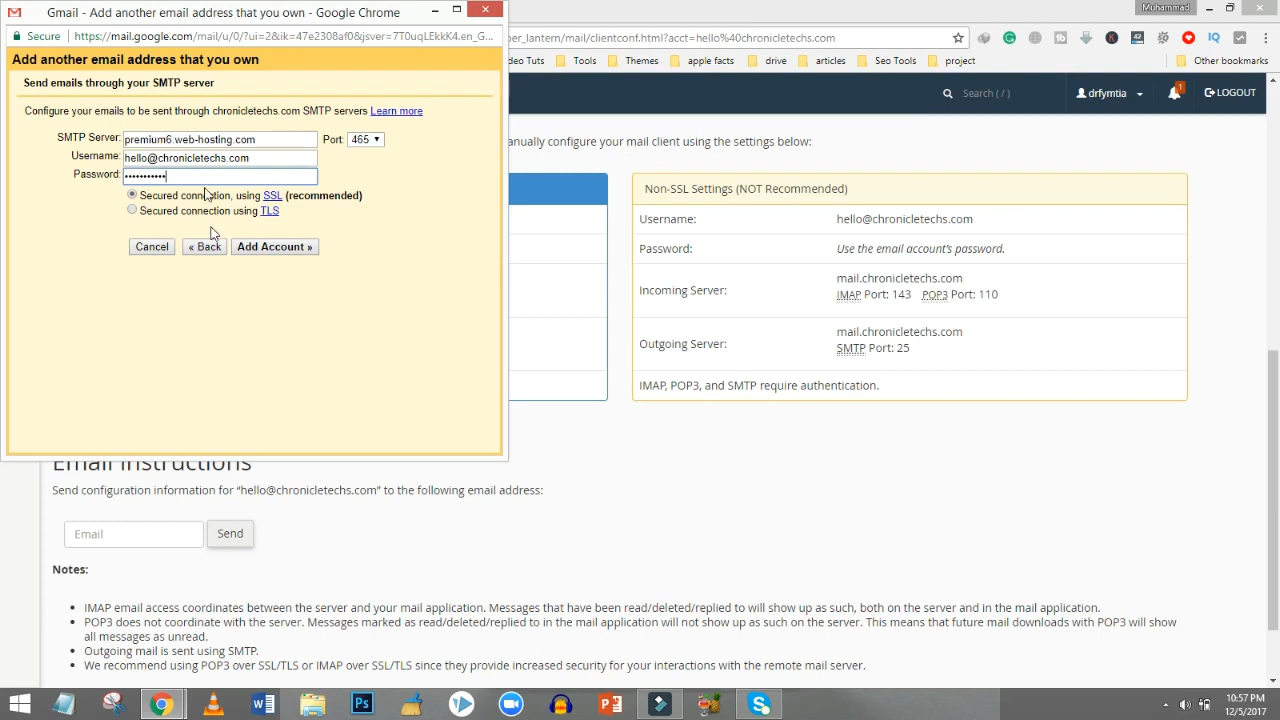 Gmail - Add another email address that you own - Google Chrome
Muhammad
Secure https://mail.google.com/mail/u/0/?ui=2&ik=47e2308af0&jsver=7T0uqLEkkK4.en_G...
ber_lantern/mail/clientconf.html?acct=hello%40chronicletechs.com
Add another email address that you own
deo Tuts Tools Themes apple facts drive articles Seo Tools project Other bookmarks
Send emails through your SMTP server
Search ( / ) drfymtia 1 LOGOUT
Configure your emails to be sent through chronicletechs.com SMTP servers Learn more
SMTP Server: premium6.web-hosting.com Port: 465
Username: hello@chronicletechs.com
Password: •••••••••••
Secured connection, using SSL (recommended)
Secured connection using TLS
Cancel « Back Add Account »
anually configure your mail client using the settings below:
Non-SSL Settings (NOT Recommended)
Username: hello@chronicletechs.com
Password: Use the email account's password.
Incoming Server: mail.chronicletechs.com
IMAP Port: 143 POP3 Port: 110
Outgoing Server: mail.chronicletechs.com
SMTP Port: 25
IMAP, POP3, and SMTP require authentication.
Email Instructions
Send configuration information for “hello@chronicletechs.com” to the following email address:
Email Send
Notes:
IMAP email access coordinates between the server and your mail application. Messages that have been read/deleted/replied to will show up as such, both on the server and in the mail application.
POP3 does not coordinate with the server. Messages marked as read/deleted/replied to in the mail application will not show up as such on the server. This means that future mail downloads with POP3 will show
all messages as unread.
Outgoing mail is sent using SMTP.
We recommend using POP3 over SSL/TLS or IMAP over SSL/TLS since they provide increased security for your interactions with the remote mail server.
10:57 PM
12/5/2017